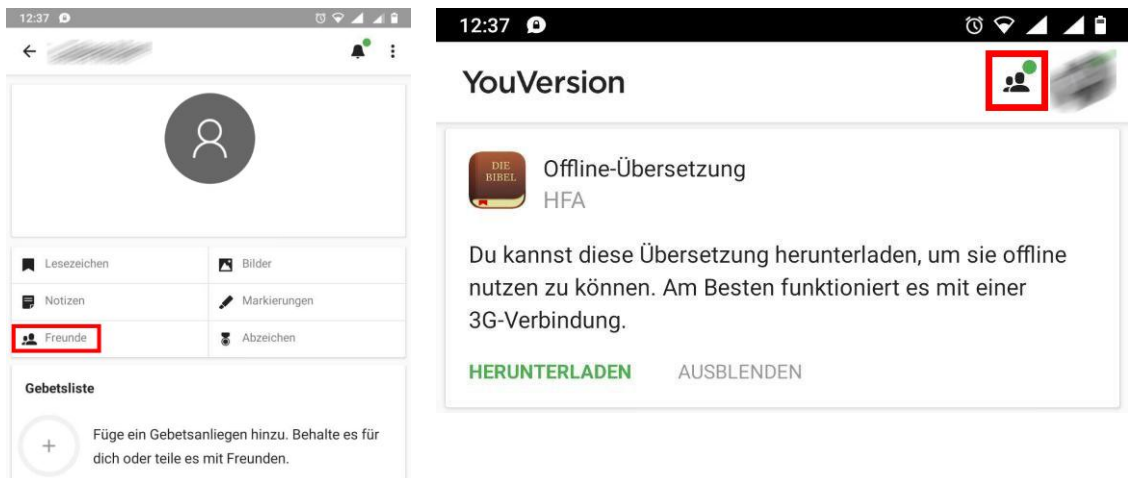 12:37
Lesezeichen
Bilder
Notizen
Markierungen
Freunde
Abzeichen
Gebetsliste
Füge ein Gebetsanliegen hinzu. Behalte es für
dich oder teile es mit Freunden.
12:37
YouVersion
DIE
BIBEL
Offline-Übersetzung
HFA
Du kannst diese Übersetzung herunterladen, um sie offline
nutzen zu können. Am Besten funktioniert es mit einer
3G-Verbindung.
HERUNTERLADEN
AUSBLENDEN